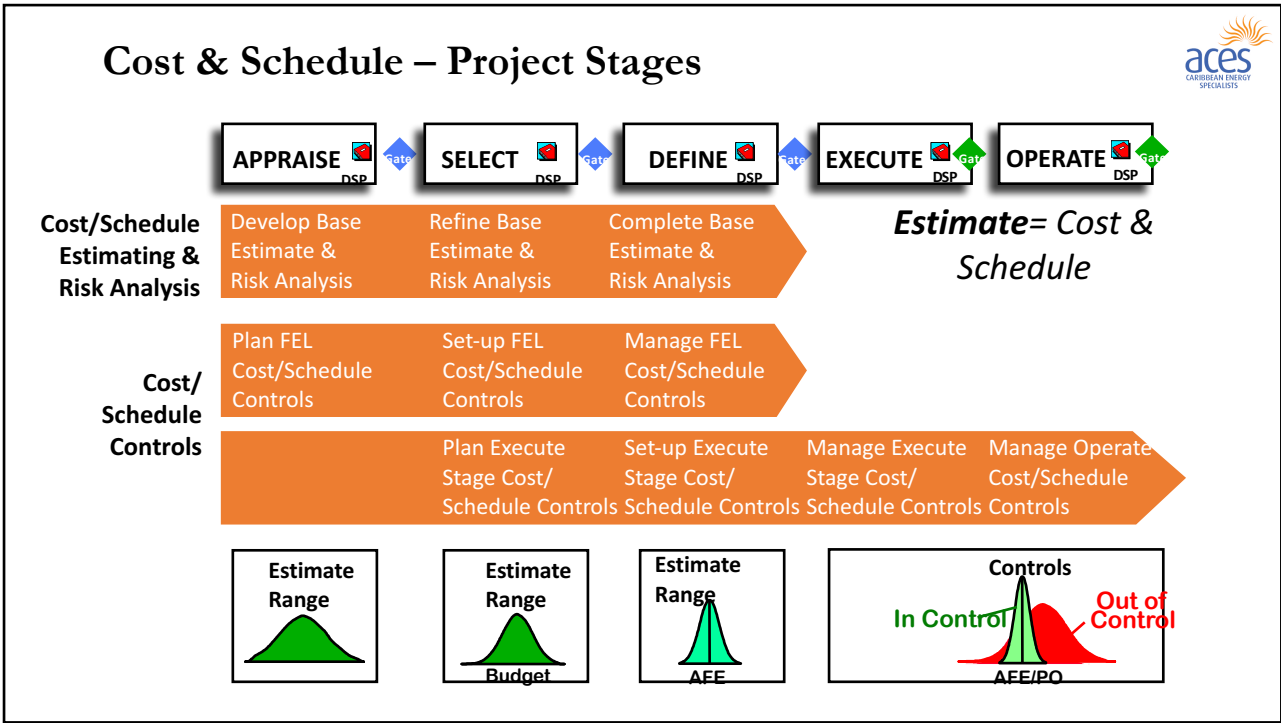 Cost & Schedule – Project Stages
aces
CARIBBEAN ENERGY
SPECIALISTS
APPRAISE
DSP
Gate
SELECT
DSP
Gate
DEFINE
DSP
Gate
EXECUTE
DSP
Gat
OPERATE
DSP
Gate
Cost/Schedule
Estimating &
Risk Analysis
Develop Base
Estimate &
Risk Analysis
Refine Base
Estimate &
Risk Analysis
Complete Base
Estimate &
Risk Analysis
Estimate= Cost &
Schedule
Cost/
Schedule
Controls
Plan FEL
Cost/Schedule
Controls
Set-up FEL
Cost/Schedule
Controls
Manage FEL
Cost/Schedule
Controls
Plan Execute
Stage Cost/
Schedule Controls
Set-up Execute
Stage Cost/
Schedule Controls
Manage Execute
Stage Cost/
Schedule Controls
Manage Operate
Cost/Schedule
Controls
Estimate
Range
Estimate
Range
Budget
Estimate
Range
AFE
Controls
In Control
Out of
Control
AFE/PO